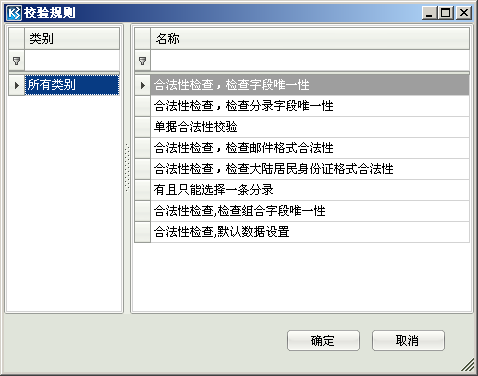 校验规则
类别
名称
所有类别
合法性检查，检查字段唯一性
合法性检查，检查分录字段唯一性
单据合法性校验
合法性检查，检查邮件格式合法性
合法性检查，检查大陆居民身份证格式合法性
有且只能选择一条分录
合法性检查,检查组合字段唯一性
合法性检查,默认数据设置
确定
取消